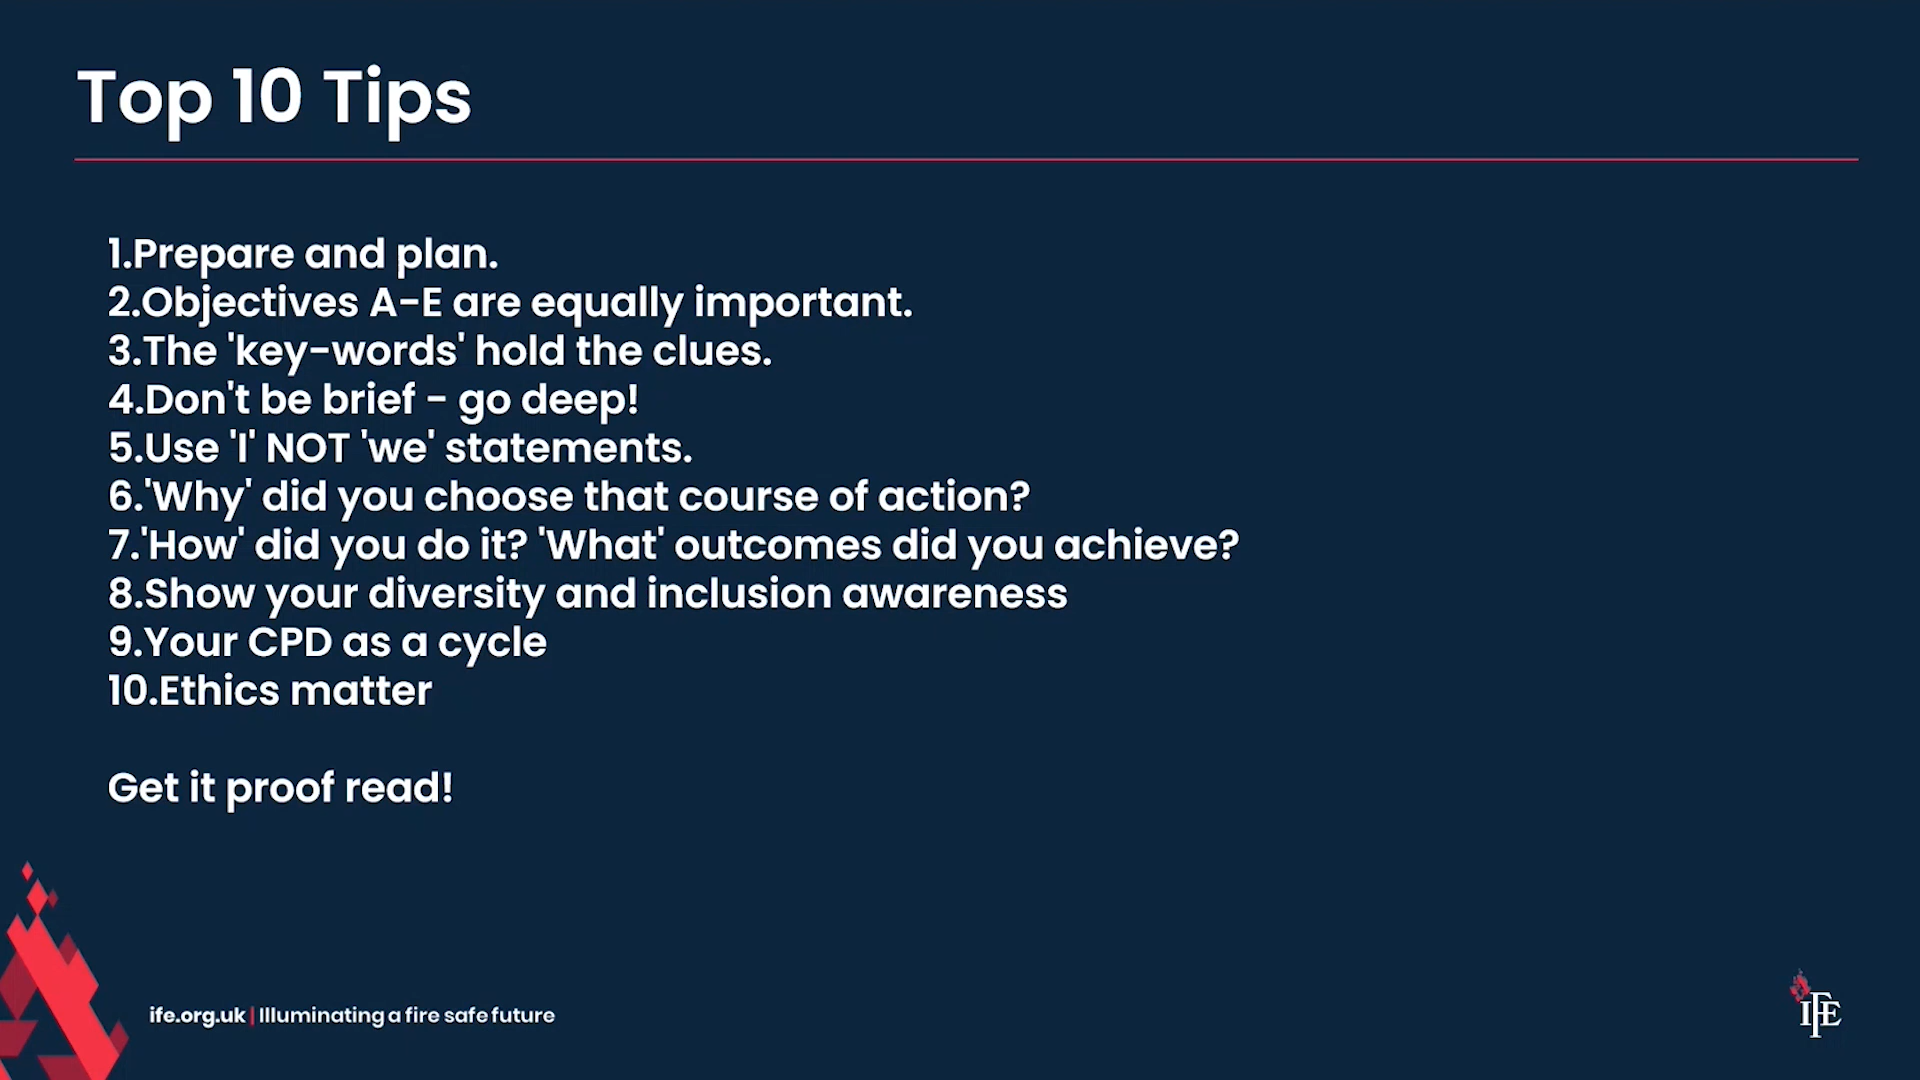 Top 10 Tips
1.Prepare and plan.
2.Objectives A-E are equally important.
3.The 'key-words' hold the clues.
4.Don't be brief - go deep!
5.Use 'I' NOT 'we' statements.
6.'Why' did you choose that course of action?
7.'How' did you do it? 'What' outcomes did you achieve?
8.Show your diversity and inclusion awareness
9.Your CPD as a cycle
10.Ethics matter
Get it proof read!
ife.org.uk | Illuminating a fire safe future
IFE